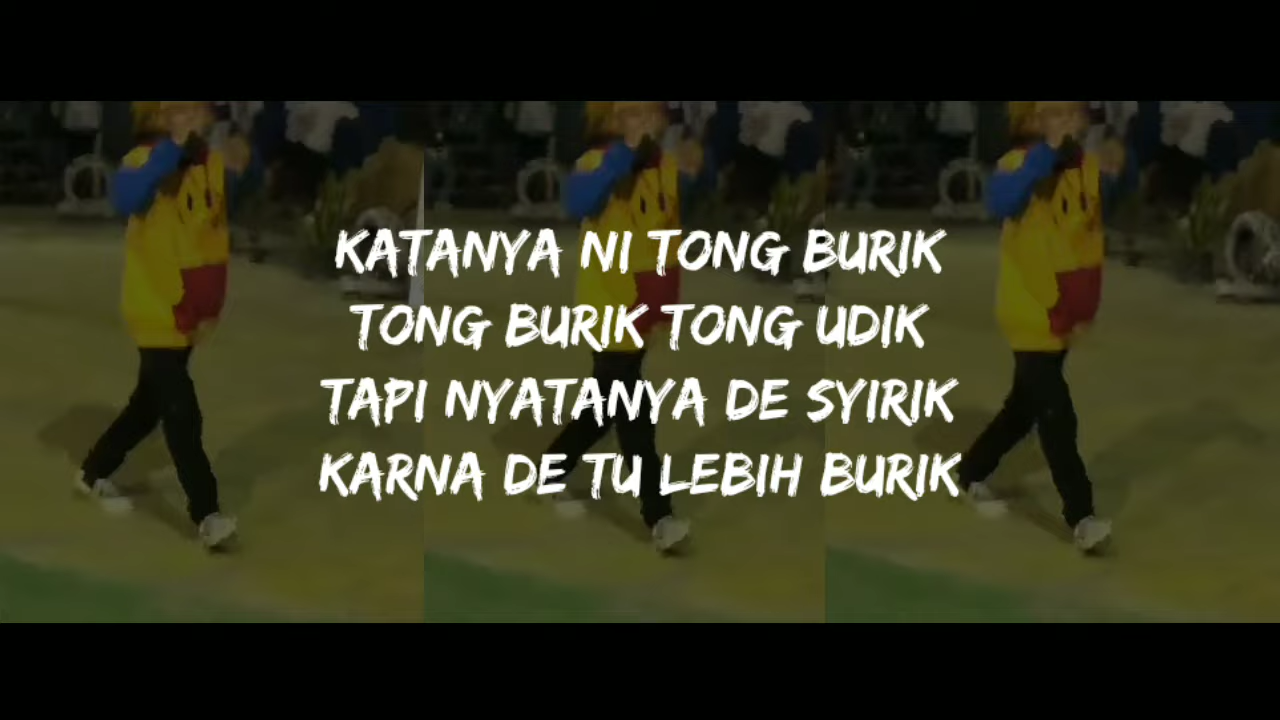 KATANYA NI TONG BURIK
TONG BURIK TONG UDIK
TAPI NYATANYA DE SYIRIK
KARNA DE TU LEBIH BURIK